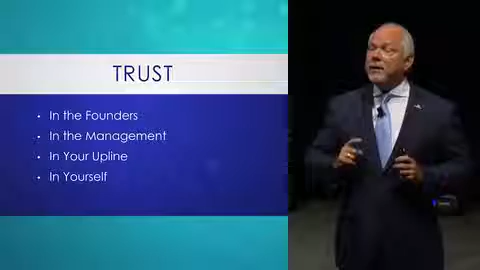 TRUST
In the Founders
In the Management
In Your Upline
In Yourself